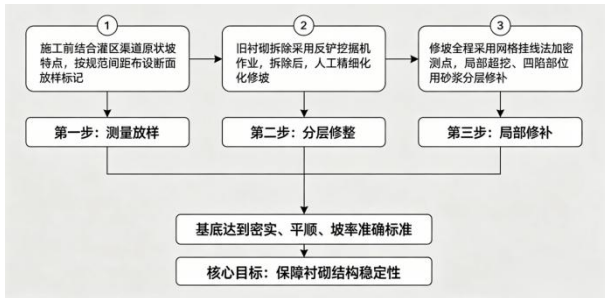 1
施工前结合灌区渠道原状坡
特点，按规范间距布设断面
放样标记
2
旧衬砌拆除采用反铲挖掘机
作业，拆除后，人工精细化
化修坡
3
修坡全程采用网格挂线法加密
测点，局部超挖、四陷部位
用砂浆分层修补
第一步：测量放样
第二步：分层修整
第三步：局部修补
基底达到密实、平顺、坡率准确标准
核心目标：保障衬砌结构稳定性